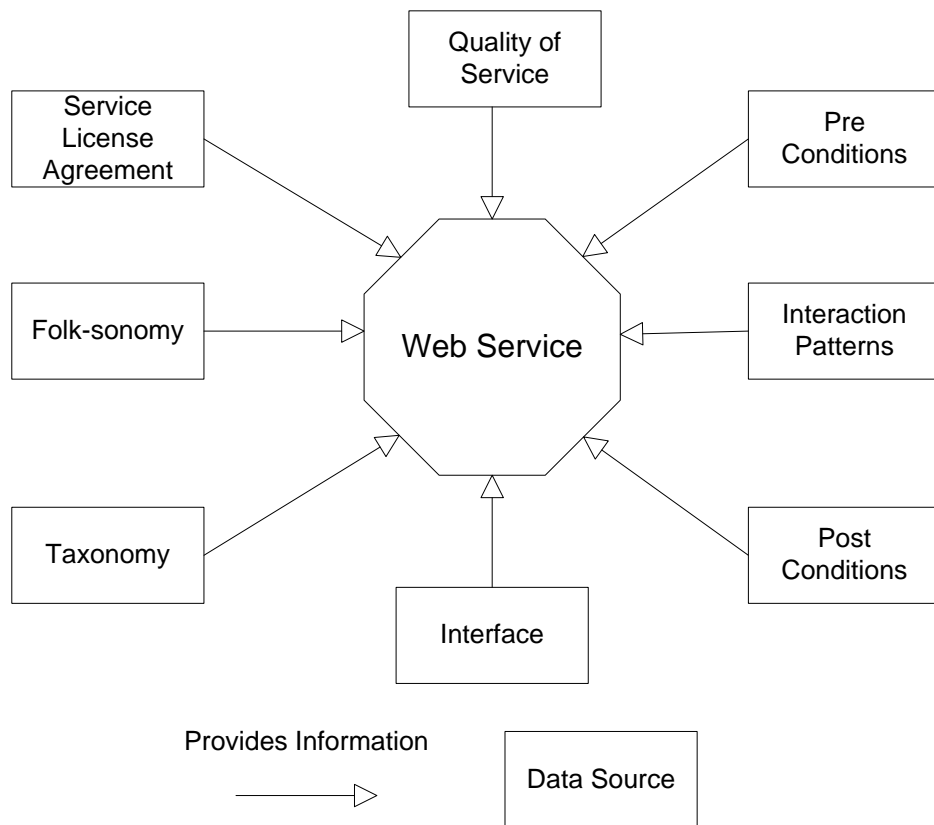 Quality of
Service
Service
License
Agreement
Pre
Conditions
Folk-sonomy
Web Service
Interaction
Patterns
Taxonomy
Post
Conditions
Interface
Provides Information
Data Source